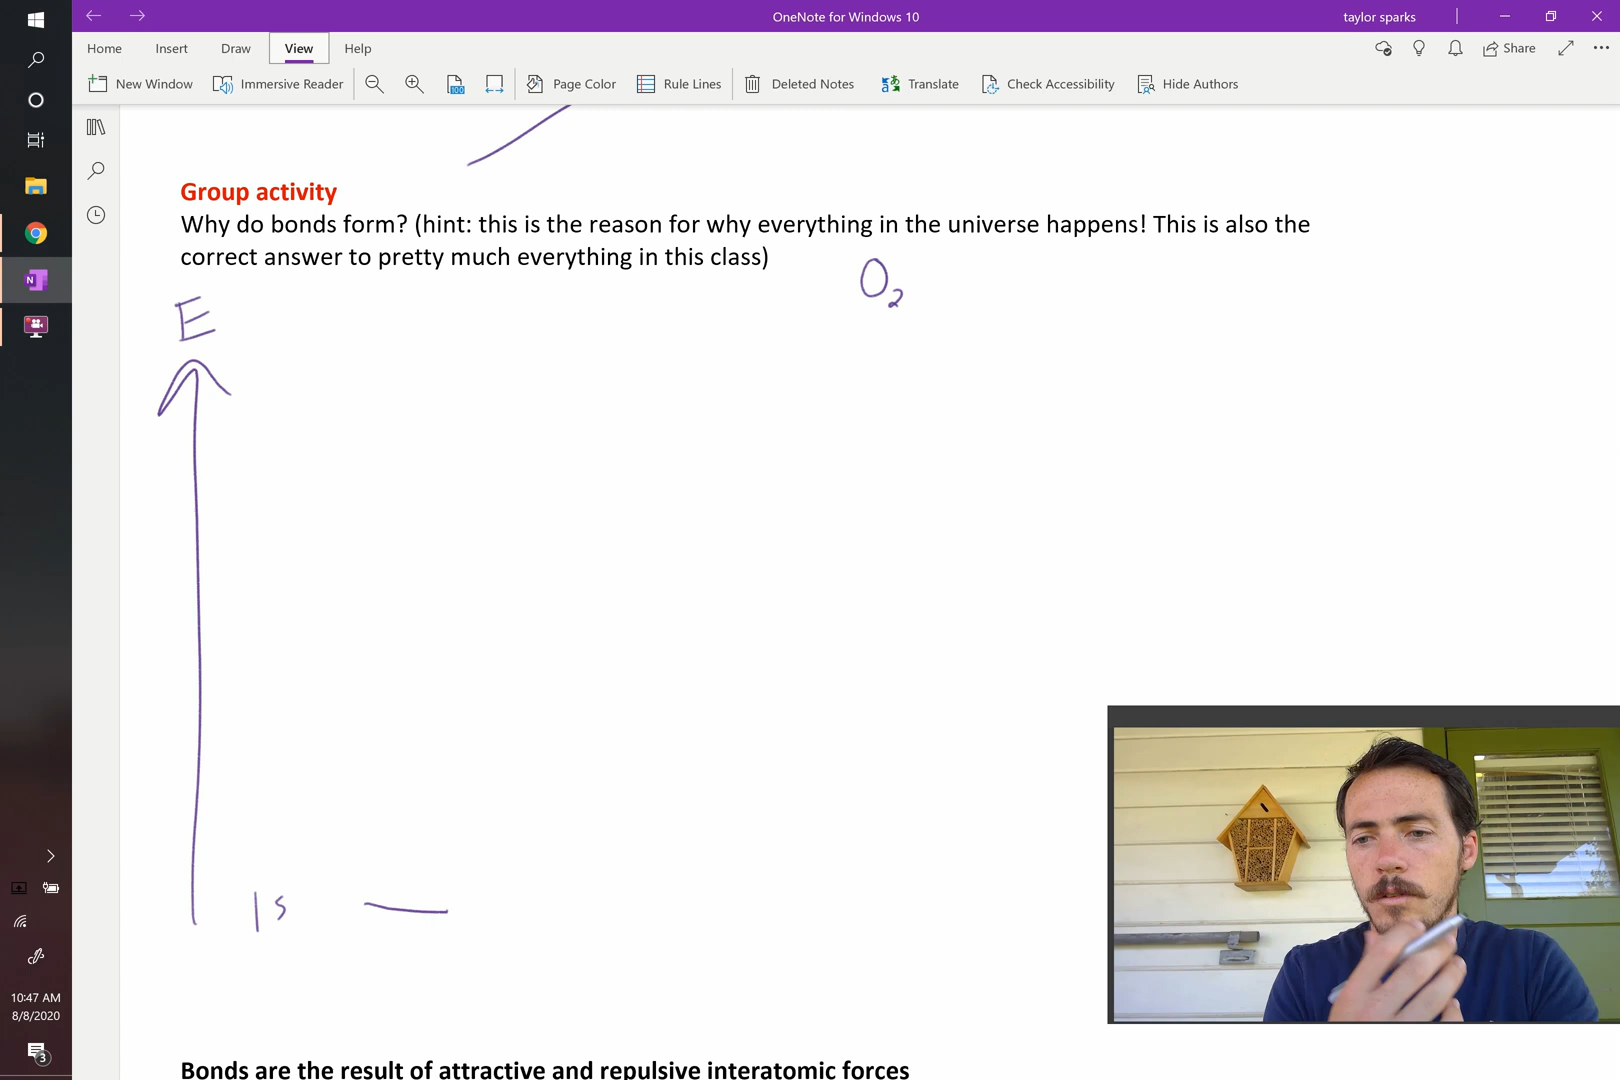 OneNote for Windows 10
taylor sparks
Home Insert Draw View Help
Share
New Window Immersive Reader 100 Page Color Rule Lines Deleted Notes Translate Check Accessibility Hide Authors
Group activity
Why do bonds form? (hint: this is the reason for why everything in the universe happens! This is also the
correct answer to pretty much everything in this class)
O₂
E
1s
10:47 AM
8/8/2020
3
Bonds are the result of attractive and repulsive interatomic forces